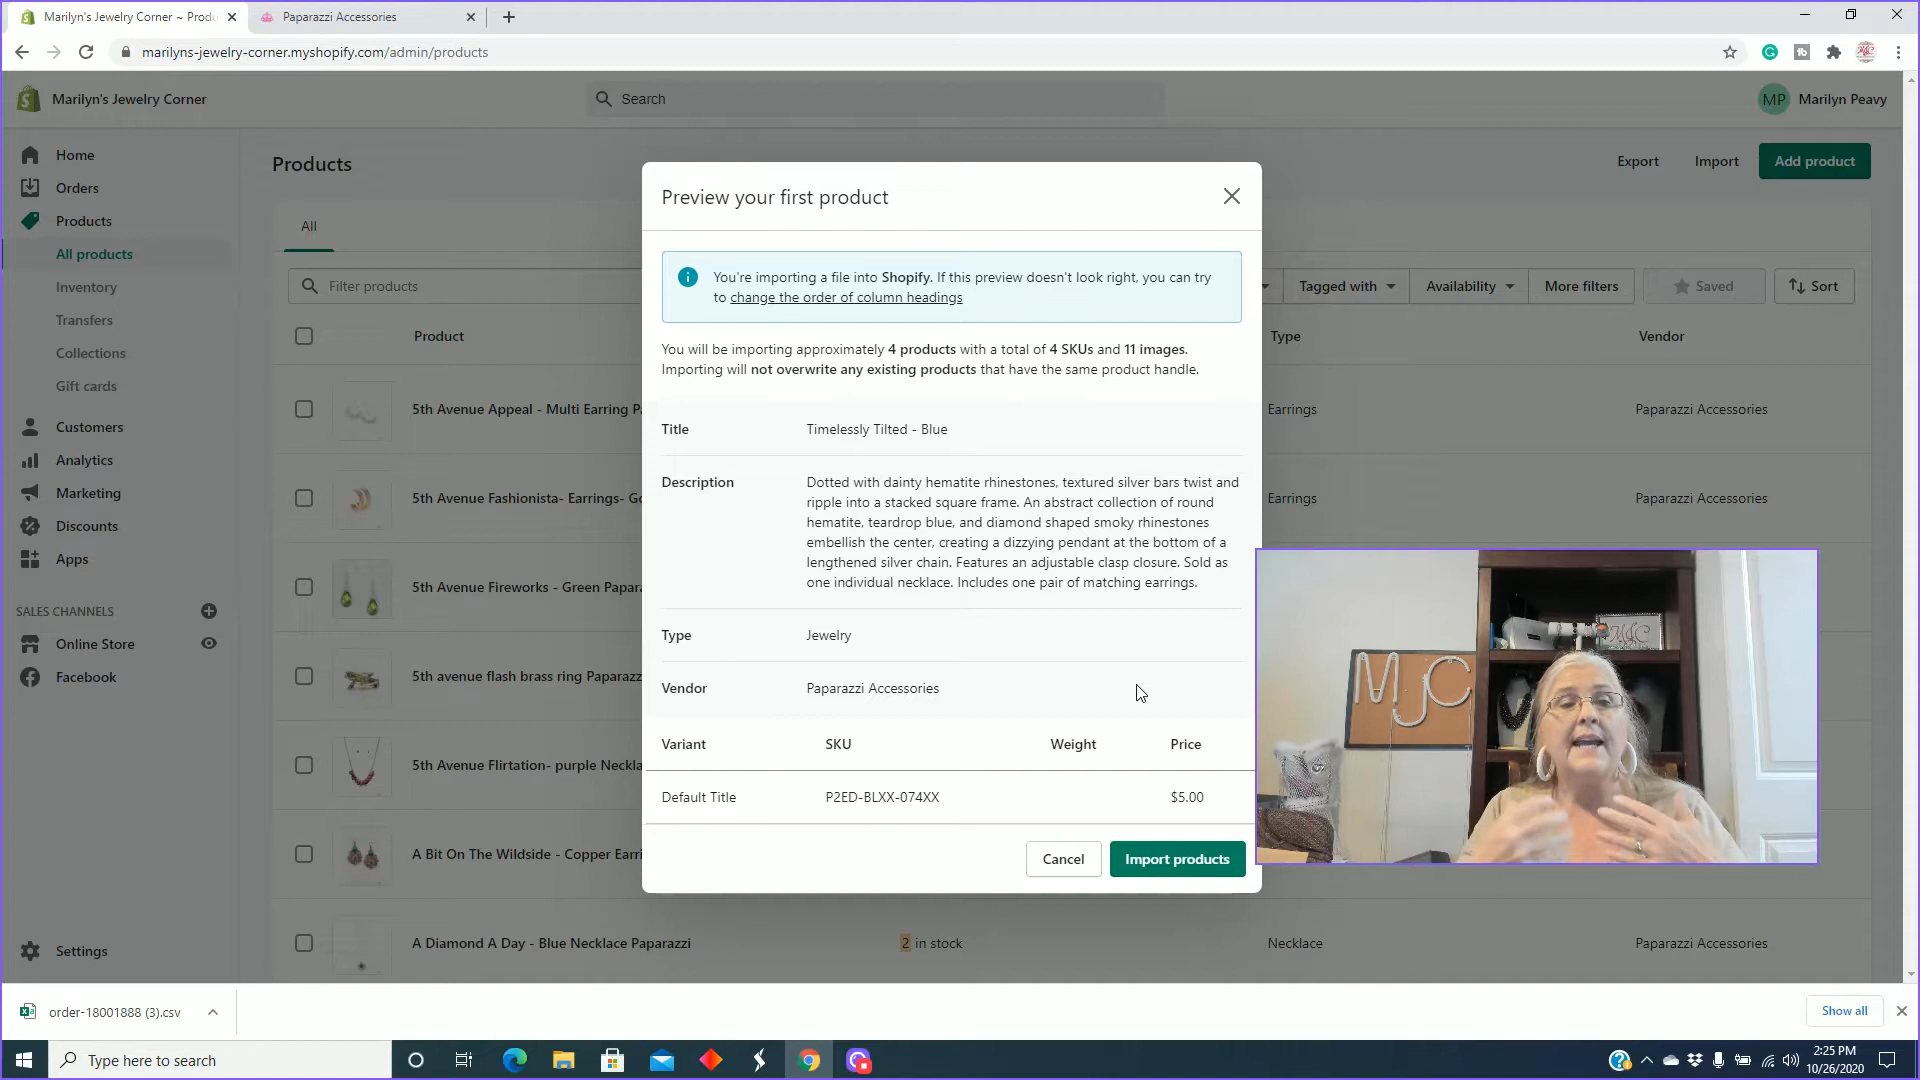 Marilyn's Jewelry Corner ~ Produ
Paparazzi Accessories
marilyns-jewelry-corner.myshopify.com/admin/products
Marilyn's Jewelry Corner
Search
MP
Marilyn Peavy
Home
Orders
Products
All products
Inventory
Transfers
Collections
Gift cards
Customers
Analytics
Marketing
Discounts
Apps
SALES CHANNELS
Online Store
Facebook
Settings
Products
Export
Import
Add product
All
Filter products
Tagged with
Availability
More filters
Saved
Sort
Product
Type
Vendor
5th Avenue Appeal - Multi Earring Pa
Earrings
Paparazzi Accessories
5th Avenue Fashionista- Earrings- Go
Earrings
Paparazzi Accessories
5th Avenue Fireworks - Green Papara
5th avenue flash brass ring Paparazz
5th Avenue Flirtation- purple Neckla
A Bit On The Wildside - Copper Earri
A Diamond A Day - Blue Necklace Paparazzi
2 in stock
Necklace
Paparazzi Accessories
Preview your first product
You're importing a file into Shopify. If this preview doesn't look right, you can try
to change the order of column headings
You will be importing approximately 4 products with a total of 4 SKUs and 11 images.
Importing will not overwrite any existing products that have the same product handle.
Title
Timelessly Tilted - Blue
Description
Dotted with dainty hematite rhinestones, textured silver bars twist and
ripple into a stacked square frame. An abstract collection of round
hematite, teardrop blue, and diamond shaped smoky rhinestones
embellish the center, creating a dizzying pendant at the bottom of a
lengthened silver chain. Features an adjustable clasp closure. Sold as
one individual necklace. Includes one pair of matching earrings.
Type
Jewelry
Vendor
Paparazzi Accessories
Variant
SKU
Weight
Price
Default Title
P2ED-BLXX-074XX
$5.00
Cancel
Import products
MJC
MJC
order-18001888 (3).csv
Show all
Type here to search
2:25 PM
10/26/2020